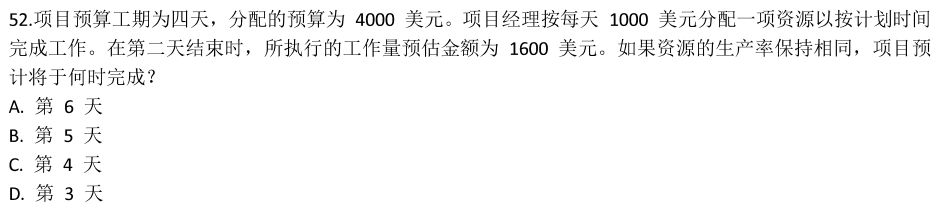 52.项目预算工期为四天，分配的预算为 4000 美元。项目经理按每天 1000 美元分配一项资源以按计划时间
完成工作。在第二天结束时，所执行的工作量预估金额为 1600 美元。如果资源的生产率保持相同，项目预
计将于何时完成？
A. 第 6 天
B. 第 5 天
C. 第 4 天
D. 第 3 天